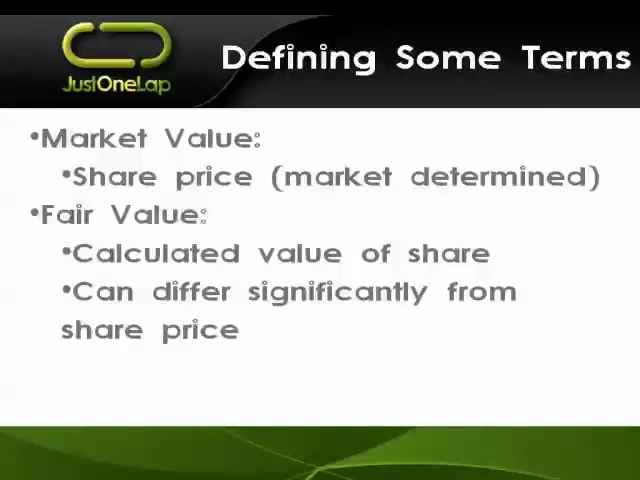 JustOneLap
Defining Some Terms
•Market Value:
•Share price (market determined)
•Fair Value:
•Calculated value of share
•Can differ significantly from
share price